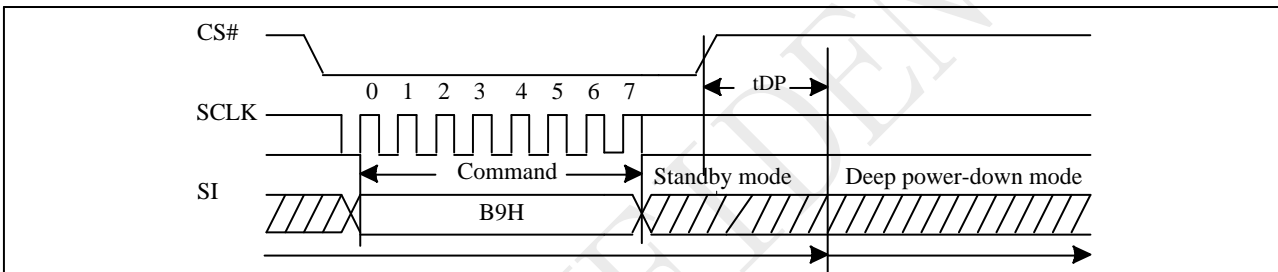 CS#
tDP
0 1 2 3 4 5 6 7
SCLK
Command
Standby mode Deep power-down mode
SI
B9H